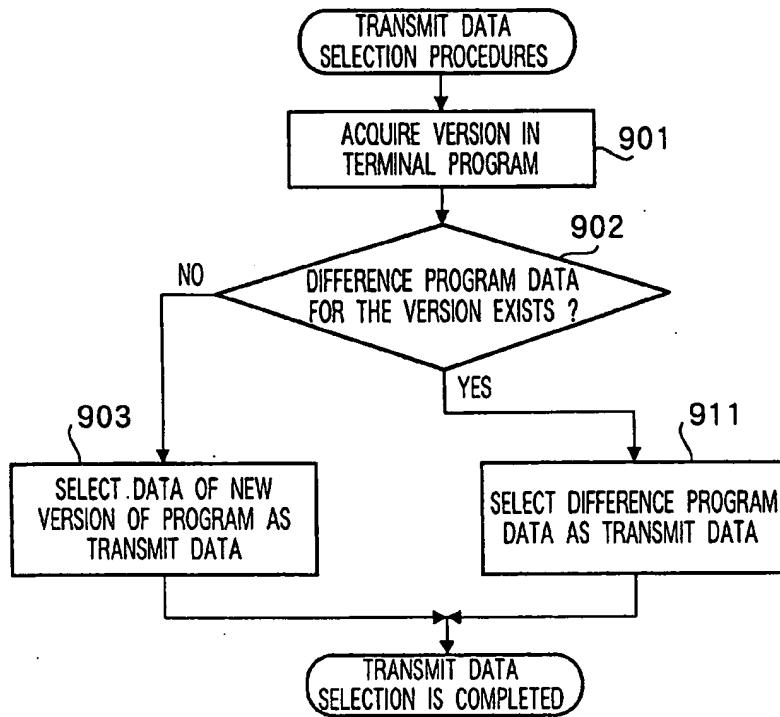 TRANSMIT DATA
SELECTION PROCEDURES
ACQUIRE VERSION IN
TERMINAL PROGRAM
901
902
DIFFERENCE PROGRAM DATA
FOR THE VERSION EXISTS ?
NO
YES
903
SELECT DATA OF NEW
VERSION OF PROGRAM AS
TRANSMIT DATA
911
SELECT DIFFERENCE PROGRAM
DATA AS TRANSMIT DATA
TRANSMIT DATA
SELECTION IS COMPLETED